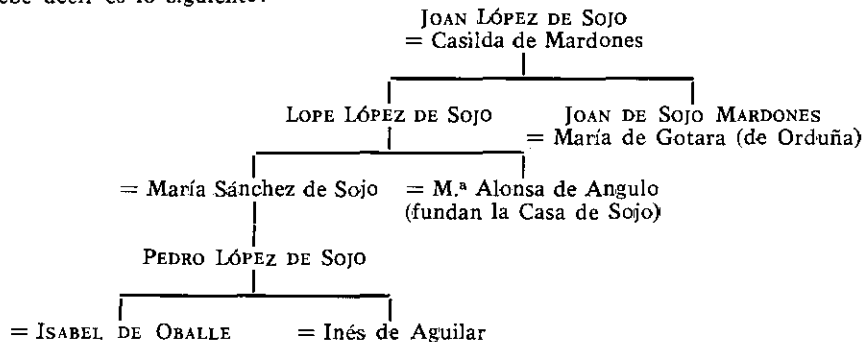 JOAN LÓPEZ DE SOJO
= Casilda de Mardones
LOPE LÓPEZ DE SOJO JOAN DE SOJO MARDONES
= María de Gotara (de Orduña)
= María Sánchez de Sojo = M.ª Alonsa de Angulo
(fundan la Casa de Sojo)
PEDRO LÓPEZ DE SOJO
= ISABEL DE OBALLE = Inés de Aguilar